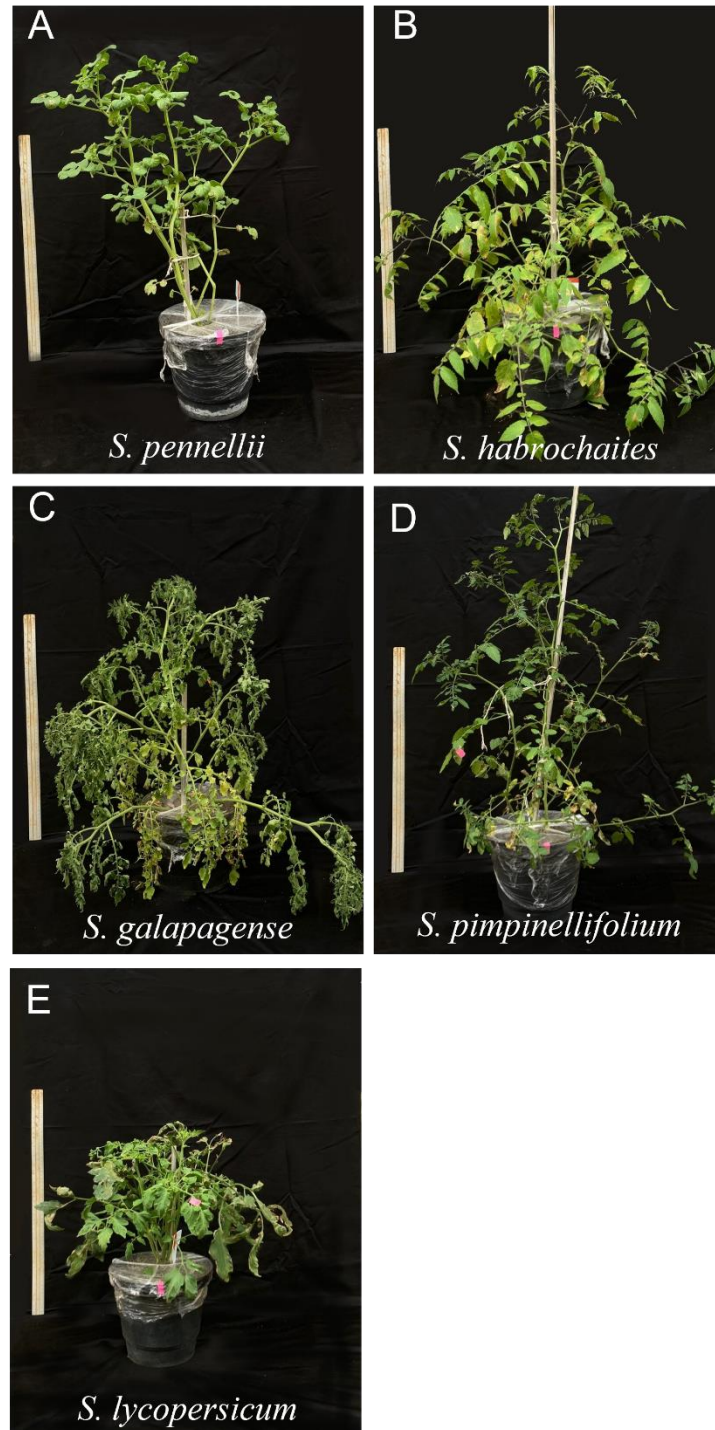 A
B
S. pennellii
S. habrochaites
C
D
S. galapagense
S. pimpinellifolium
E
S. lycopersicum